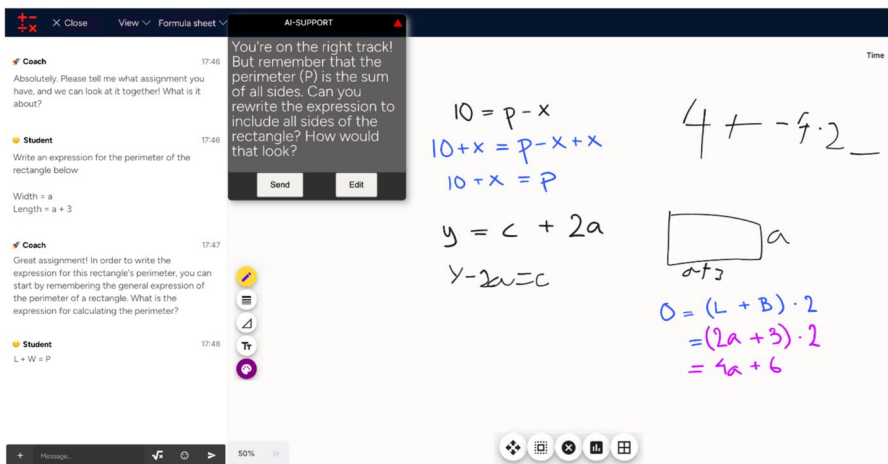 × Close
View
Formula sheet
AI-SUPPORT
Time
Coach 17:46
Absolutely. Please tell me what assignment you
have, and we can look at it together! What is it
about?
Student 17:46
Write an expression for the perimeter of the
rectangle below
Width = a
Length = a + 3
Coach 17:47
Great assignment! In order to write the
expression for this rectangle's perimeter, you can
start by remembering the general expression of
the perimeter of a rectangle. What is the
expression for calculating the perimeter?
Student 17:48
L + W = P
+ Message...
You're on the right track!
But remember that the
perimeter (P) is the sum
of all sides. Can you
rewrite the expression to
include all sides of the
rectangle? How would
that look?
Send
Edit
Tт
50%
10 = p - x
10 + x = p - x + x
10 + x = p
y = c + 2a
y - 2a = c
4 + - 4 · 2
a
a+3
O = (L + B) · 2
= (2a + 3) · 2
= 4a + 6